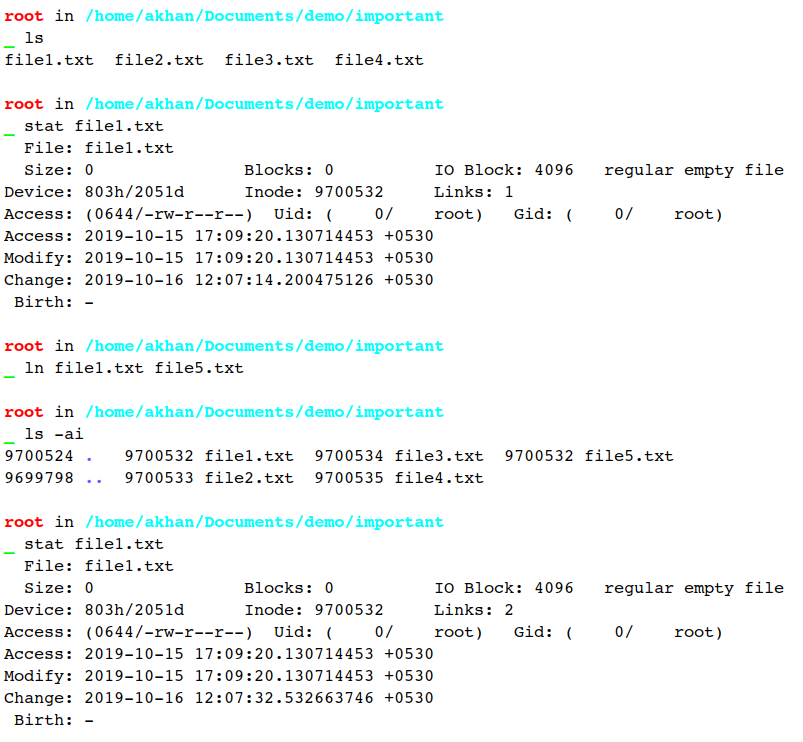 root in /home/akhan/Documents/demo/important
_ ls
file1.txt  file2.txt  file3.txt  file4.txt
root in /home/akhan/Documents/demo/important
_ stat file1.txt
  File: file1.txt
  Size: 0               Blocks: 0          IO Block: 4096   regular empty file
Device: 803h/2051d      Inode: 9700532     Links: 1
Access: (0644/-rw-r--r--)  Uid: (    0/    root)   Gid: (    0/    root)
Access: 2019-10-15 17:09:20.130714453 +0530
Modify: 2019-10-15 17:09:20.130714453 +0530
Change: 2019-10-16 12:07:14.200475126 +0530
 Birth: -
root in /home/akhan/Documents/demo/important
_ ln file1.txt file5.txt
root in /home/akhan/Documents/demo/important
_ ls -ai
9700524 .   9700532 file1.txt  9700534 file3.txt  9700532 file5.txt
9699798 ..  9700533 file2.txt  9700535 file4.txt
root in /home/akhan/Documents/demo/important
_ stat file1.txt
  File: file1.txt
  Size: 0               Blocks: 0          IO Block: 4096   regular empty file
Device: 803h/2051d      Inode: 9700532     Links: 2
Access: (0644/-rw-r--r--)  Uid: (    0/    root)   Gid: (    0/    root)
Access: 2019-10-15 17:09:20.130714453 +0530
Modify: 2019-10-15 17:09:20.130714453 +0530
Change: 2019-10-16 12:07:32.532663746 +0530
 Birth: -